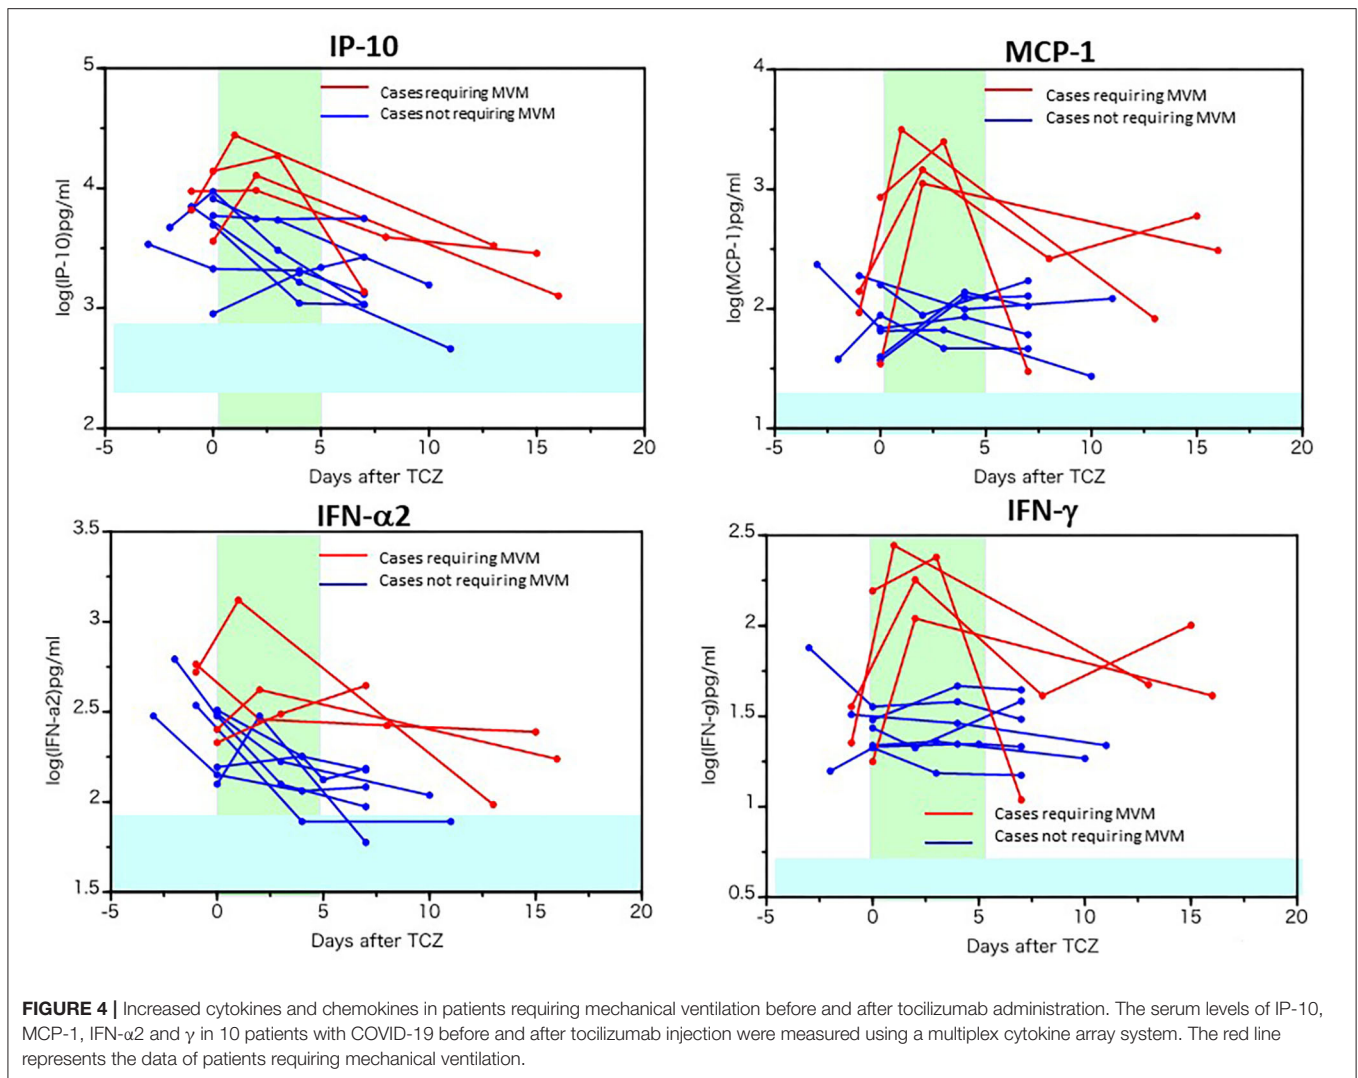 IP-10
5
4
3
2
log(IP-10)pg/ml
Cases requiring MVM
Cases not requiring MVM
-5 0 5 10 15 20
Days after TCZ
MCP-1
4
3
2
1
log(MCP-1)pg/ml
Cases requiring MVM
Cases not requiring MVM
-5 0 5 10 15 20
Days after TCZ
IFN-α2
3.5
3
2.5
2
1.5
log(IFN-a2)pg/ml
Cases requiring MVM
Cases not requiring MVM
-5 0 5 10 15 20
Days after TCZ
IFN-γ
2.5
2
1.5
1
0.5
log(IFN-g)pg/ml
Cases requiring MVM
Cases not requiring MVM
-5 0 5 10 15 20
Days after TCZ
FIGURE 4 | Increased cytokines and chemokines in patients requiring mechanical ventilation before and after tocilizumab administration. The serum levels of IP-10,
MCP-1, IFN-α2 and γ in 10 patients with COVID-19 before and after tocilizumab injection were measured using a multiplex cytokine array system. The red line
represents the data of patients requiring mechanical ventilation.